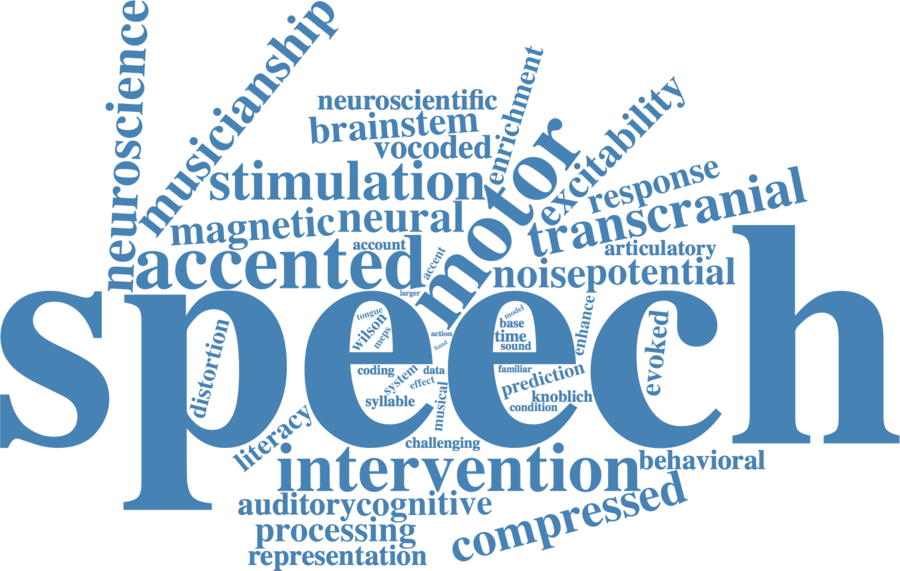 neuroscience
musicianship
neuroscientific
brainstem
vocoded
enrichment
stimulation
motor
excitability
response
transcranial
magnetic
neural
account
articulatory
accented
accent
noise
potential
larger
speech
tongue
wilson
meps
action
hand
model
base
time
sound
enhance
evoked
distortion
coding
system
data
effect
syllable
familiar
prediction
knoblich
condition
musical
literacy
challenging
intervention
behavioral
auditory
cognitive
compressed
processing
representation